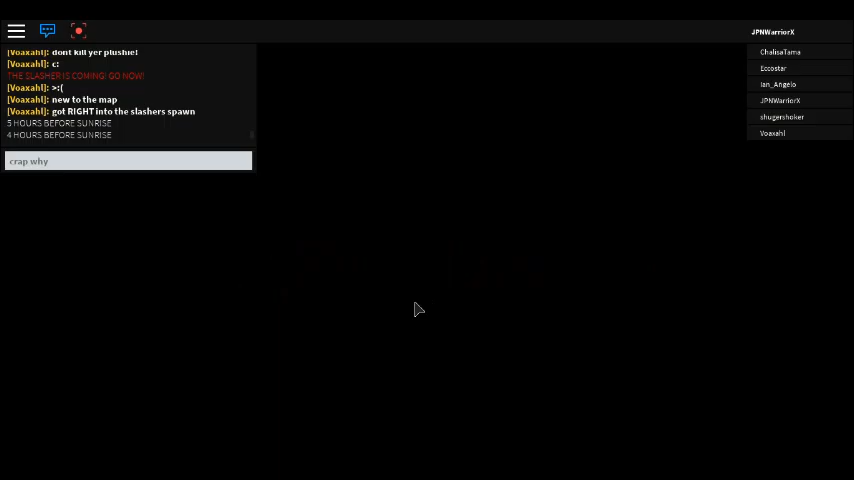 JPNWarriorX
[Voaxahl]: dont kill yer plushie!
[Voaxahl]: c:
THE SLASHER IS COMING! GO NOW!
[Voaxahl]: >:(
[Voaxahl]: new to the map
[Voaxahl]: got RIGHT into the slashers spawn
5 HOURS BEFORE SUNRISE
4 HOURS BEFORE SUNRISE
crap why
ChalisaTama
Eccostar
Ian_Angelo
JPNWarriorX
shugershoker
Voaxahl